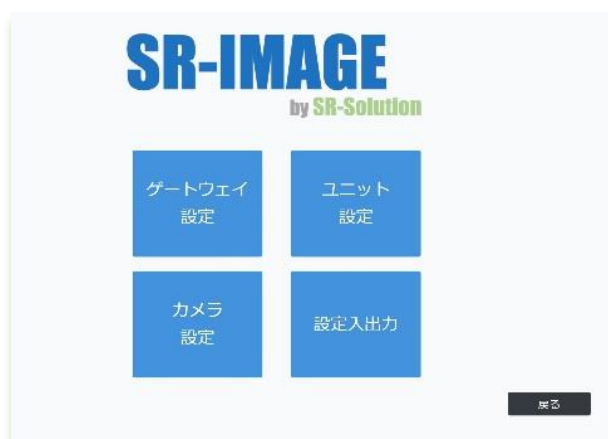 SR-IMAGE
by SR-Solution
ゲートウェイ
設定
ユニット
設定
カメラ
設定
設定入出力
戻る